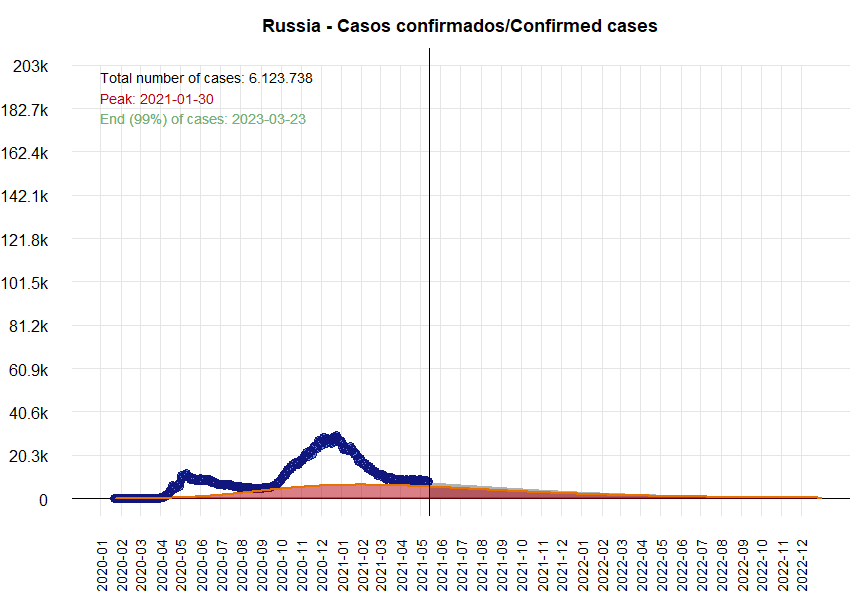 Russia - Casos confirmados/Confirmed cases
203k
Total number of cases: 6.123.738
Peak: 2021-01-30
182.7k
End (99%) of cases: 2023-03-23
162.4k
142.1k
121.8k
101.5k
81.2k
60.9k
40.6k
20.3k
0
2020-01
2020-02
2020-03
2020-04
2020-05
2020-06
2020-07
2020-08
2020-09
2020-10
2020-11
2020-12
2021-01
2021-02
2021-03
2021-04
2021-05
2021-06
2021-07
2021-08
2021-09
2021-10
2021-11
2021-12
2022-01
2022-02
2022-03
2022-04
2022-05
2022-06
2022-07
2022-08
2022-09
2022-10
2022-11
2022-12